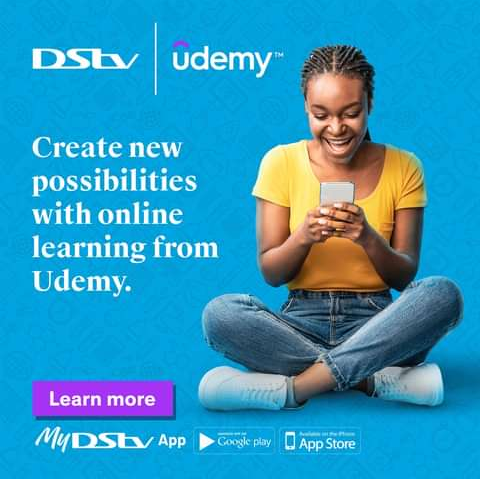 DStv
udemy™
Create new
possibilities
with online
learning from
Udemy.
Learn more
MyDStv App
Google play
Available on the iPhone
App Store